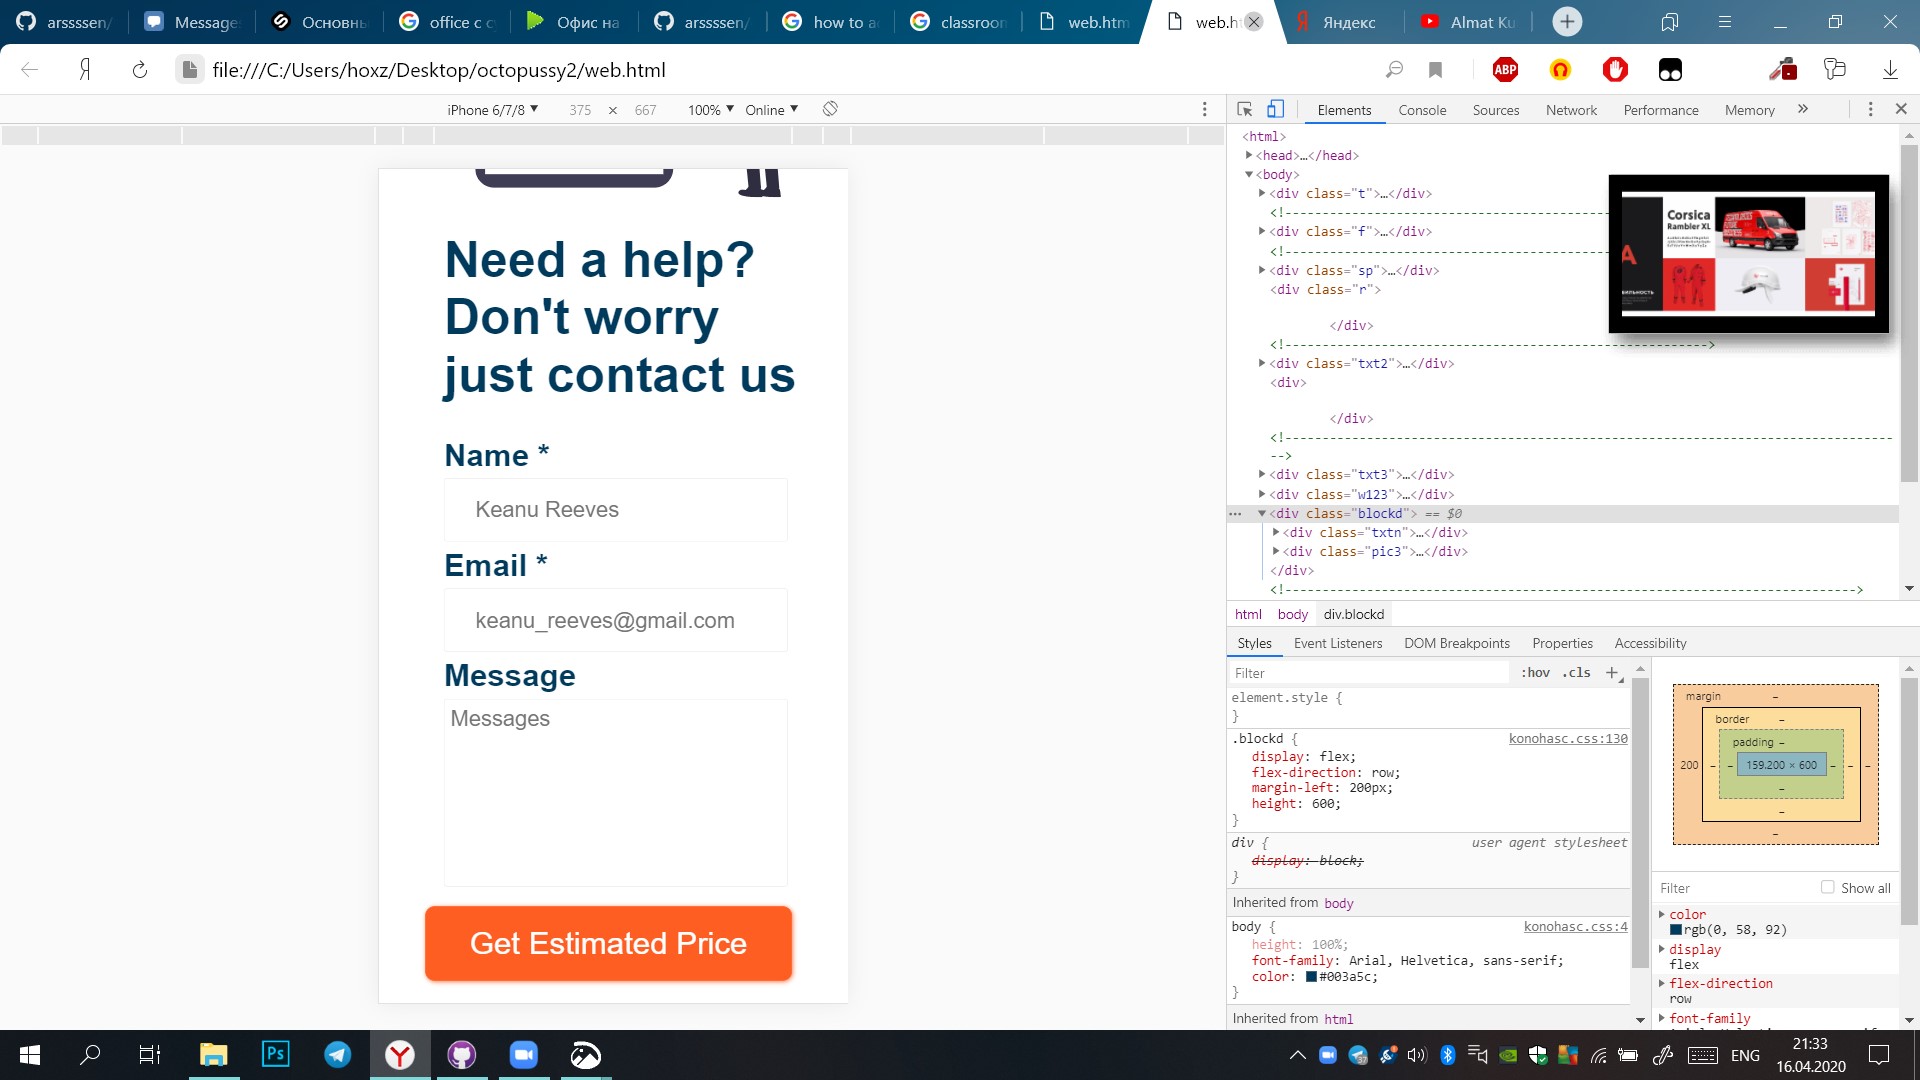 arssssen/
Message
Основны
office с с
Офис на
arssssen/
how to a
classroon
web.htm
web.ht
Яндекс
Almat Ku
file:///C:/Users/hoxz/Desktop/octopussy2/web.html
ABP
iPhone 6/7/8 ▼ 375 × 667 100% ▼ Online ▼
Elements Console Sources Network Performance Memory »
<html>
▶<head>…</head>
▼<body>
▶<div class="t">…</div>
▶<div class="f">…</div>
▶<div class="sp">…</div>
<div class="r">
</div>
▶<div class="txt2">…</div>
<div>
</div>
-->
▶<div class="txt3">…</div>
▶<div class="w123">…</div>
▼<div class="blockd"> == $0
▶<div class="txtn">…</div>
▶<div class="pic3">…</div>
</div>
Corsica
Rambler XL
html body div.blockd
Styles Event Listeners DOM Breakpoints Properties Accessibility
Filter :hov .cls +
element.style {
}
.blockd { konohasc.css:130
display: flex;
flex-direction: row;
margin-left: 200px;
height: 600;
}
div { user agent stylesheet
display: block;
}
Inherited from body
body { konohasc.css:4
height: 100%;
font-family: Arial, Helvetica, sans-serif;
color: #003a5c;
}
Inherited from html
margin –
border –
padding –
200 – – 159.200 × 600 – – –
–
–
–
Filter Show all
color
rgb(0, 58, 92)
display
flex
flex-direction
row
font-family
Need a help?
Don't worry
just contact us
Name *
Keanu Reeves
Email *
keanu_reeves@gmail.com
Message
Messages
Get Estimated Price
Ps
ENG
21:33
16.04.2020